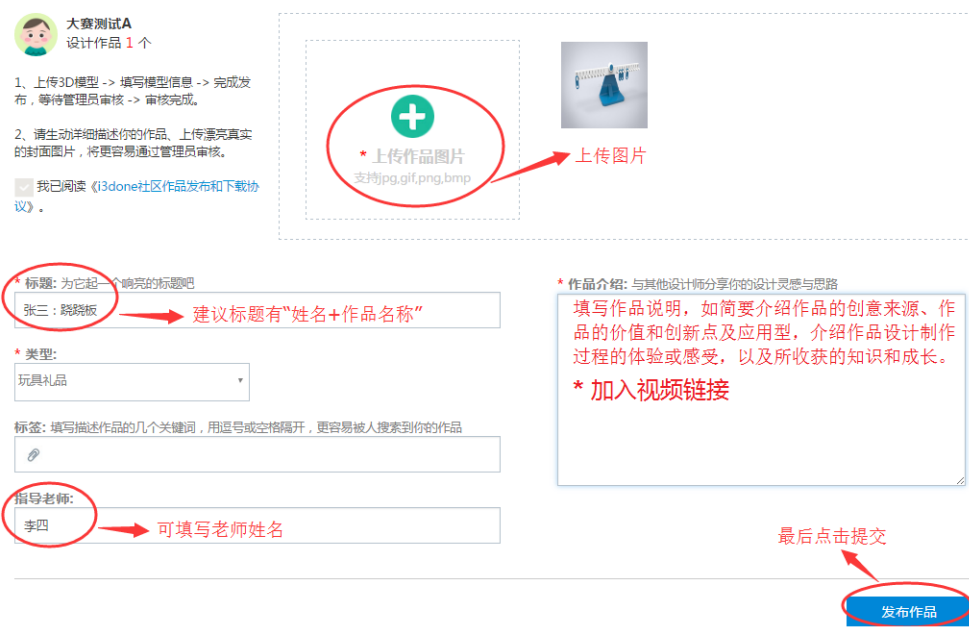 大赛测试A
设计作品 1 个
1、上传3D模型 -> 填写模型信息 -> 完成发
布，等待管理员审核 -> 审核完成。
2、请生动详细描述你的作品、上传漂亮真实
的封面图片，将更容易通过管理员审核。
我已阅读《i3done社区作品发布和下载协
议》。
* 上传作品图片
支持jpg,gif,png,bmp
上传图片
* 标题: 为它起一个响亮的标题吧
张三：跷跷板
建议标题有“姓名+作品名称”
* 类型:
玩具礼品
标签: 填写描述作品的几个关键词，用逗号或空格隔开，更容易被人搜索到你的作品
指导老师:
李四
可填写老师姓名
* 作品介绍: 与其他设计师分享你的设计灵感与思路
填写作品说明，如简要介绍作品的创意来源、作
品的价值和创新点及应用型，介绍作品设计制作
过程的体验或感受，以及所收获的知识和成长。
* 加入视频链接
最后点击提交
发布作品